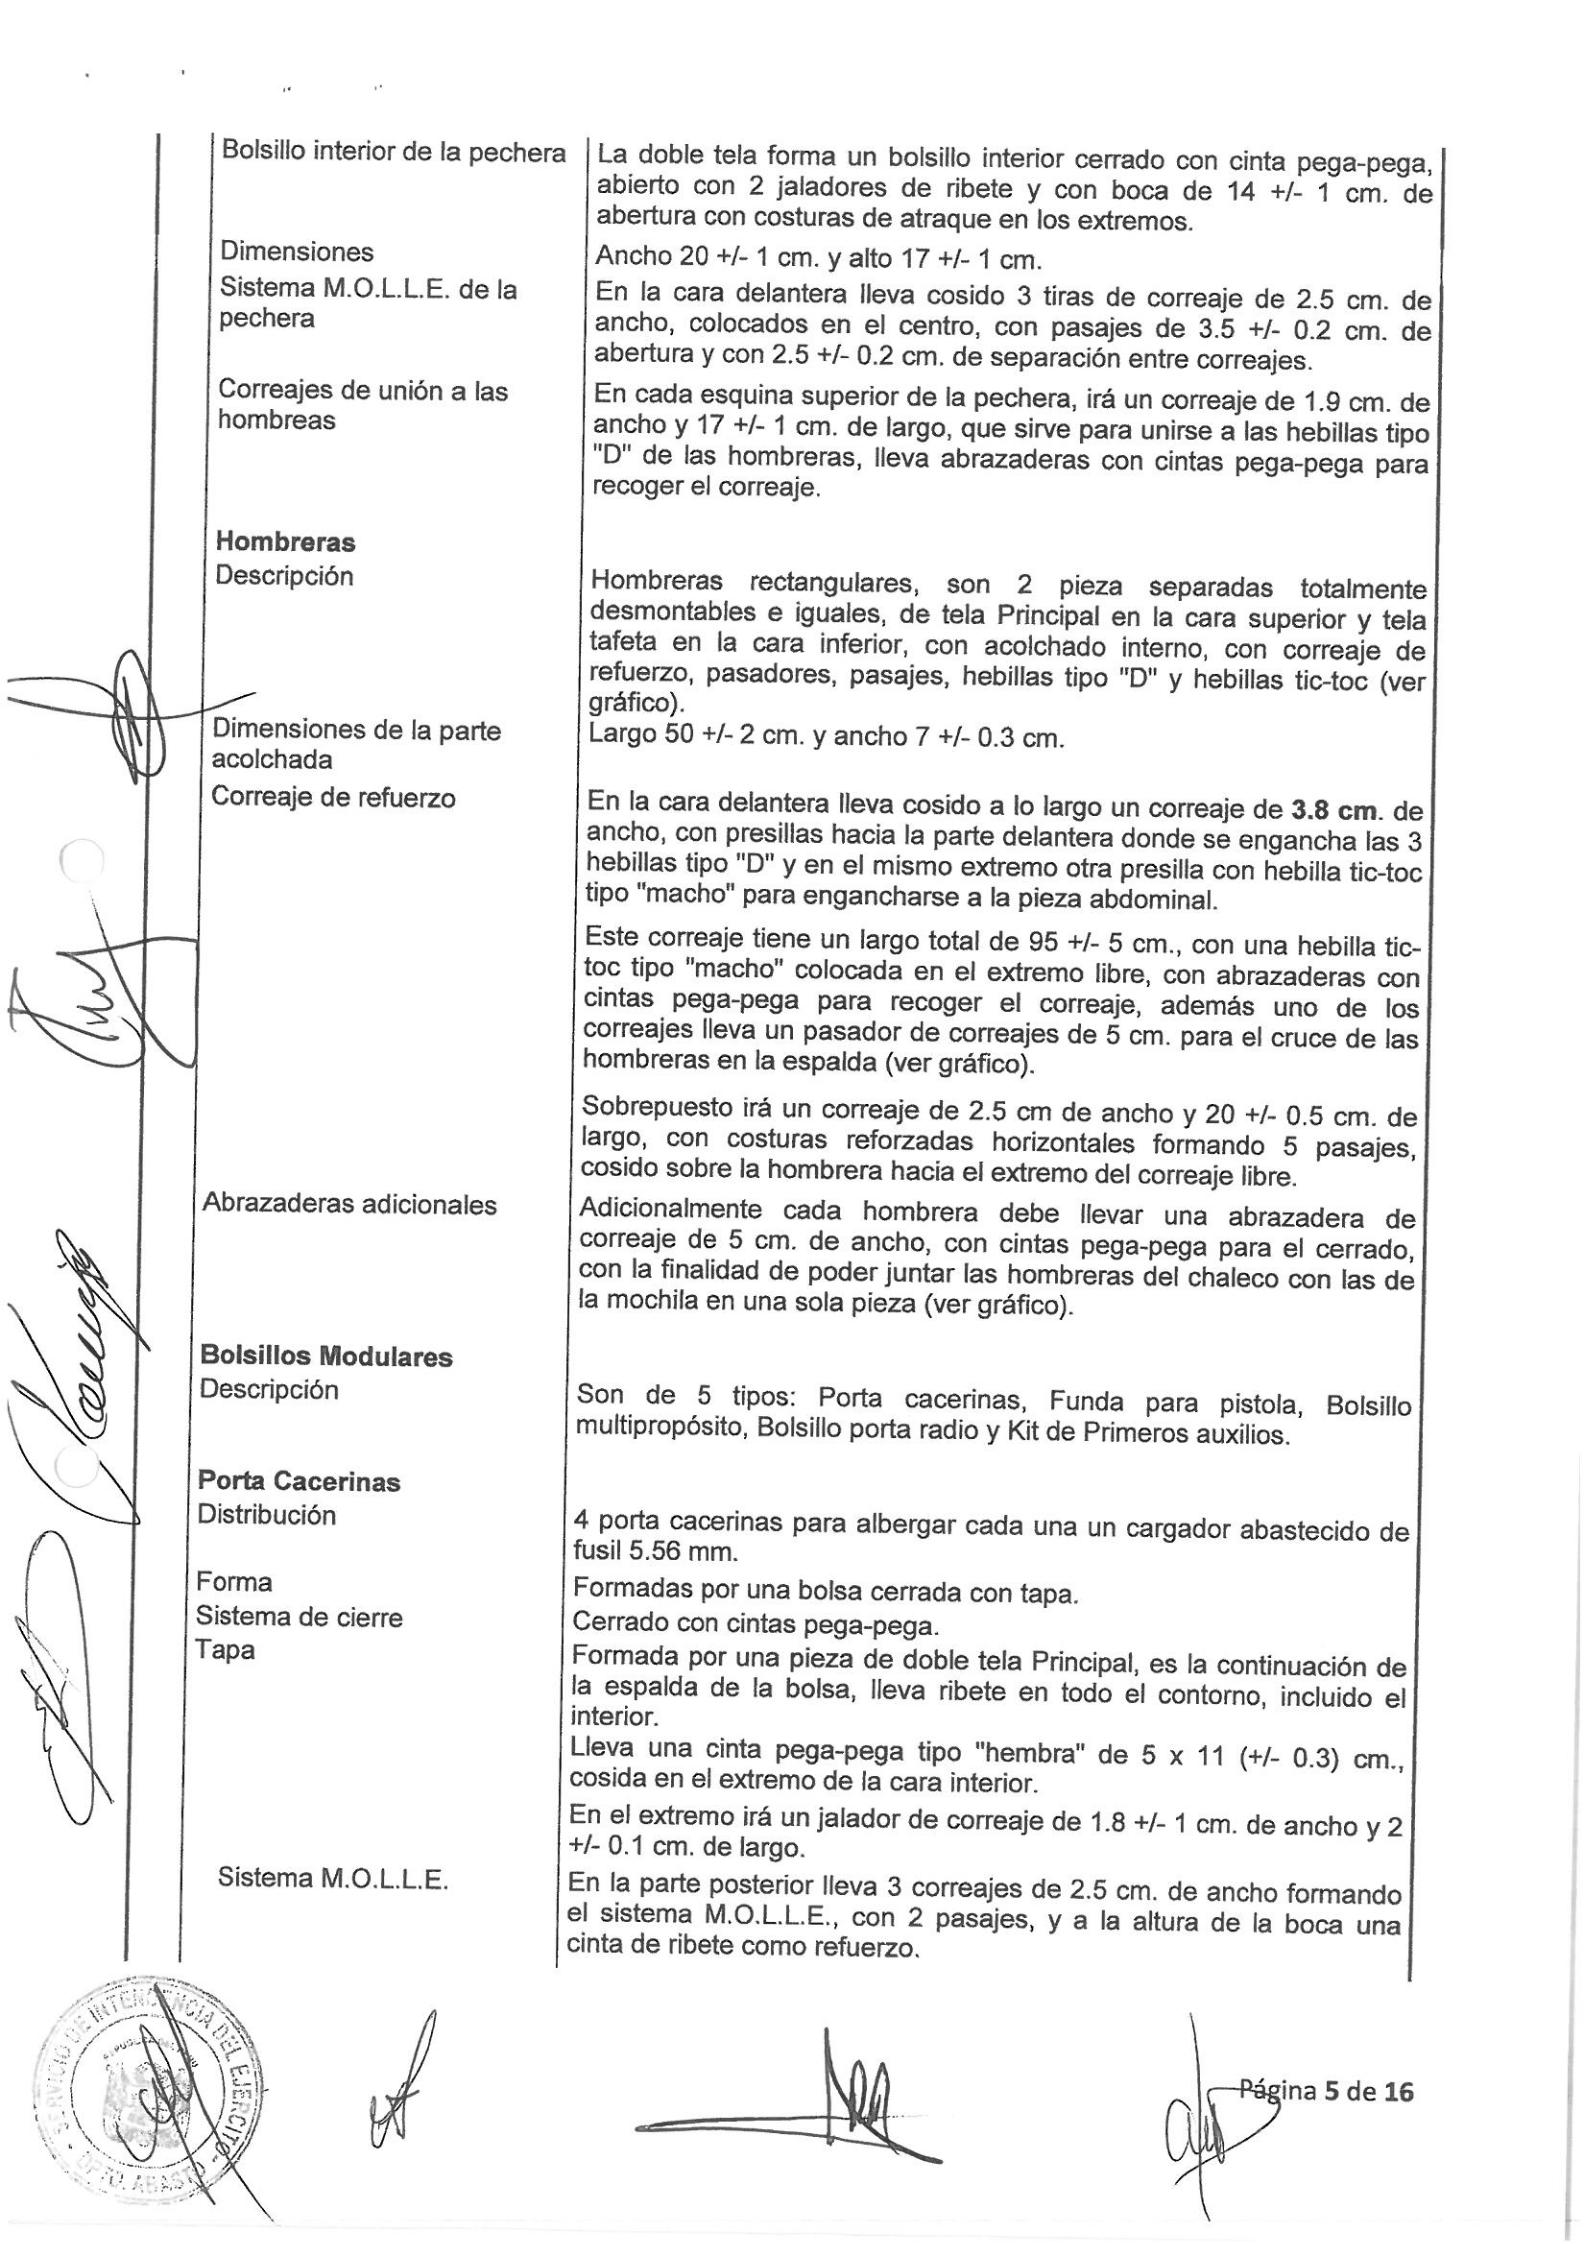 Bolsillo interior de la pechera
La doble tela forma un bolsillo interior cerrado con cinta pega-pega,
abierto con 2 jaladores de ribete y con boca de 14 +/- 1 cm. de
abertura con costuras de atraque en los extremos.
Dimensiones
Ancho 20 +/- 1 cm. y alto 17 +/- 1 cm.
Sistema M.O.L.L.E. de la
pechera
En la cara delantera lleva cosido 3 tiras de correaje de 2.5 cm. de
ancho, colocados en el centro, con pasajes de 3.5 +/- 0.2 cm. de
abertura y con 2.5 +/- 0.2 cm. de separación entre correajes.
Correajes de unión a las
hombreas
En cada esquina superior de la pechera, irá un correaje de 1.9 cm. de
ancho y 17 +/- 1 cm. de largo, que sirve para unirse a las hebillas tipo
"D" de las hombreras, lleva abrazaderas con cintas pega-pega para
recoger el correaje.
Hombreras
Descripción
Hombreras rectangulares, son 2 pieza separadas totalmente
desmontables e iguales, de tela Principal en la cara superior y tela
tafeta en la cara inferior, con acolchado interno, con correaje de
refuerzo, pasadores, pasajes, hebillas tipo "D" y hebillas tic-toc (ver
gráfico).
Dimensiones de la parte
acolchada
Largo 50 +/- 2 cm. y ancho 7 +/- 0.3 cm.
Correaje de refuerzo
En la cara delantera lleva cosido a lo largo un correaje de 3.8 cm. de
ancho, con presillas hacia la parte delantera donde se engancha las 3
hebillas tipo "D" y en el mismo extremo otra presilla con hebilla tic-toc
tipo "macho" para engancharse a la pieza abdominal.
Este correaje tiene un largo total de 95 +/- 5 cm., con una hebilla tic-
toc tipo "macho" colocada en el extremo libre, con abrazaderas con
cintas pega-pega para recoger el correaje, además uno de los
correajes lleva un pasador de correajes de 5 cm. para el cruce de las
hombreras en la espalda (ver gráfico).
Sobrepuesto irá un correaje de 2.5 cm de ancho y 20 +/- 0.5 cm. de
largo, con costuras reforzadas horizontales formando 5 pasajes,
cosido sobre la hombrera hacia el extremo del correaje libre.
Abrazaderas adicionales
Adicionalmente cada hombrera debe llevar una abrazadera de
correaje de 5 cm. de ancho, con cintas pega-pega para el cerrado,
con la finalidad de poder juntar las hombreras del chaleco con las de
la mochila en una sola pieza (ver gráfico).
Bolsillos Modulares
Descripción
Son de 5 tipos: Porta cacerinas, Funda para pistola, Bolsillo
multipropósito, Bolsillo porta radio y Kit de Primeros auxilios.
Porta Cacerinas
Distribución
4 porta cacerinas para albergar cada una un cargador abastecido de
fusil 5.56 mm.
Forma
Formadas por una bolsa cerrada con tapa.
Sistema de cierre
Cerrado con cintas pega-pega.
Tapa
Formada por una pieza de doble tela Principal, es la continuación de
la espalda de la bolsa, lleva ribete en todo el contorno, incluido el
interior.
Lleva una cinta pega-pega tipo "hembra" de 5 x 11 (+/- 0.3) cm.,
cosida en el extremo de la cara interior.
En el extremo irá un jalador de correaje de 1.8 +/- 1 cm. de ancho y 2
+/- 0.1 cm. de largo.
Sistema M.O.L.L.E.
En la parte posterior lleva 3 correajes de 2.5 cm. de ancho formando
el sistema M.O.L.L.E., con 2 pasajes, y a la altura de la boca una
cinta de ribete como refuerzo.
SERVICIO DE INTENDENCIA DEL EJERCITO
DPTO. ABASTO
Página 5 de 16